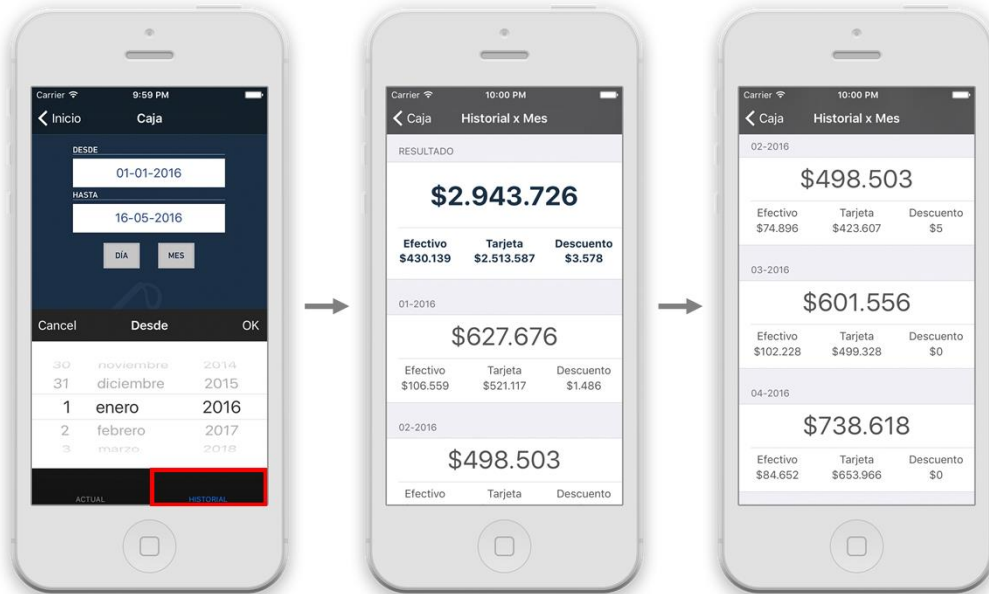 Carrier 9:59 PM
Inicio Caja
DESDE
01-01-2016
HASTA
16-05-2016
DÍA MES
Cancel Desde OK
30 noviembre 2014
31 diciembre 2015
1 enero 2016
2 febrero 2017
3 marzo 2018
ACTUAL HISTORIAL
Carrier 10:00 PM
Caja Historial x Mes
RESULTADO
$2.943.726
Efectivo Tarjeta Descuento
$430.139 $2.513.587 $3.578
01-2016
$627.676
Efectivo Tarjeta Descuento
$106.559 $521.117 $1.486
02-2016
$498.503
Efectivo Tarjeta Descuento
Carrier 10:00 PM
Caja Historial x Mes
02-2016
$498.503
Efectivo Tarjeta Descuento
$74.896 $423.607 $5
03-2016
$601.556
Efectivo Tarjeta Descuento
$102.228 $499.328 $0
04-2016
$738.618
Efectivo Tarjeta Descuento
$84.652 $653.966 $0